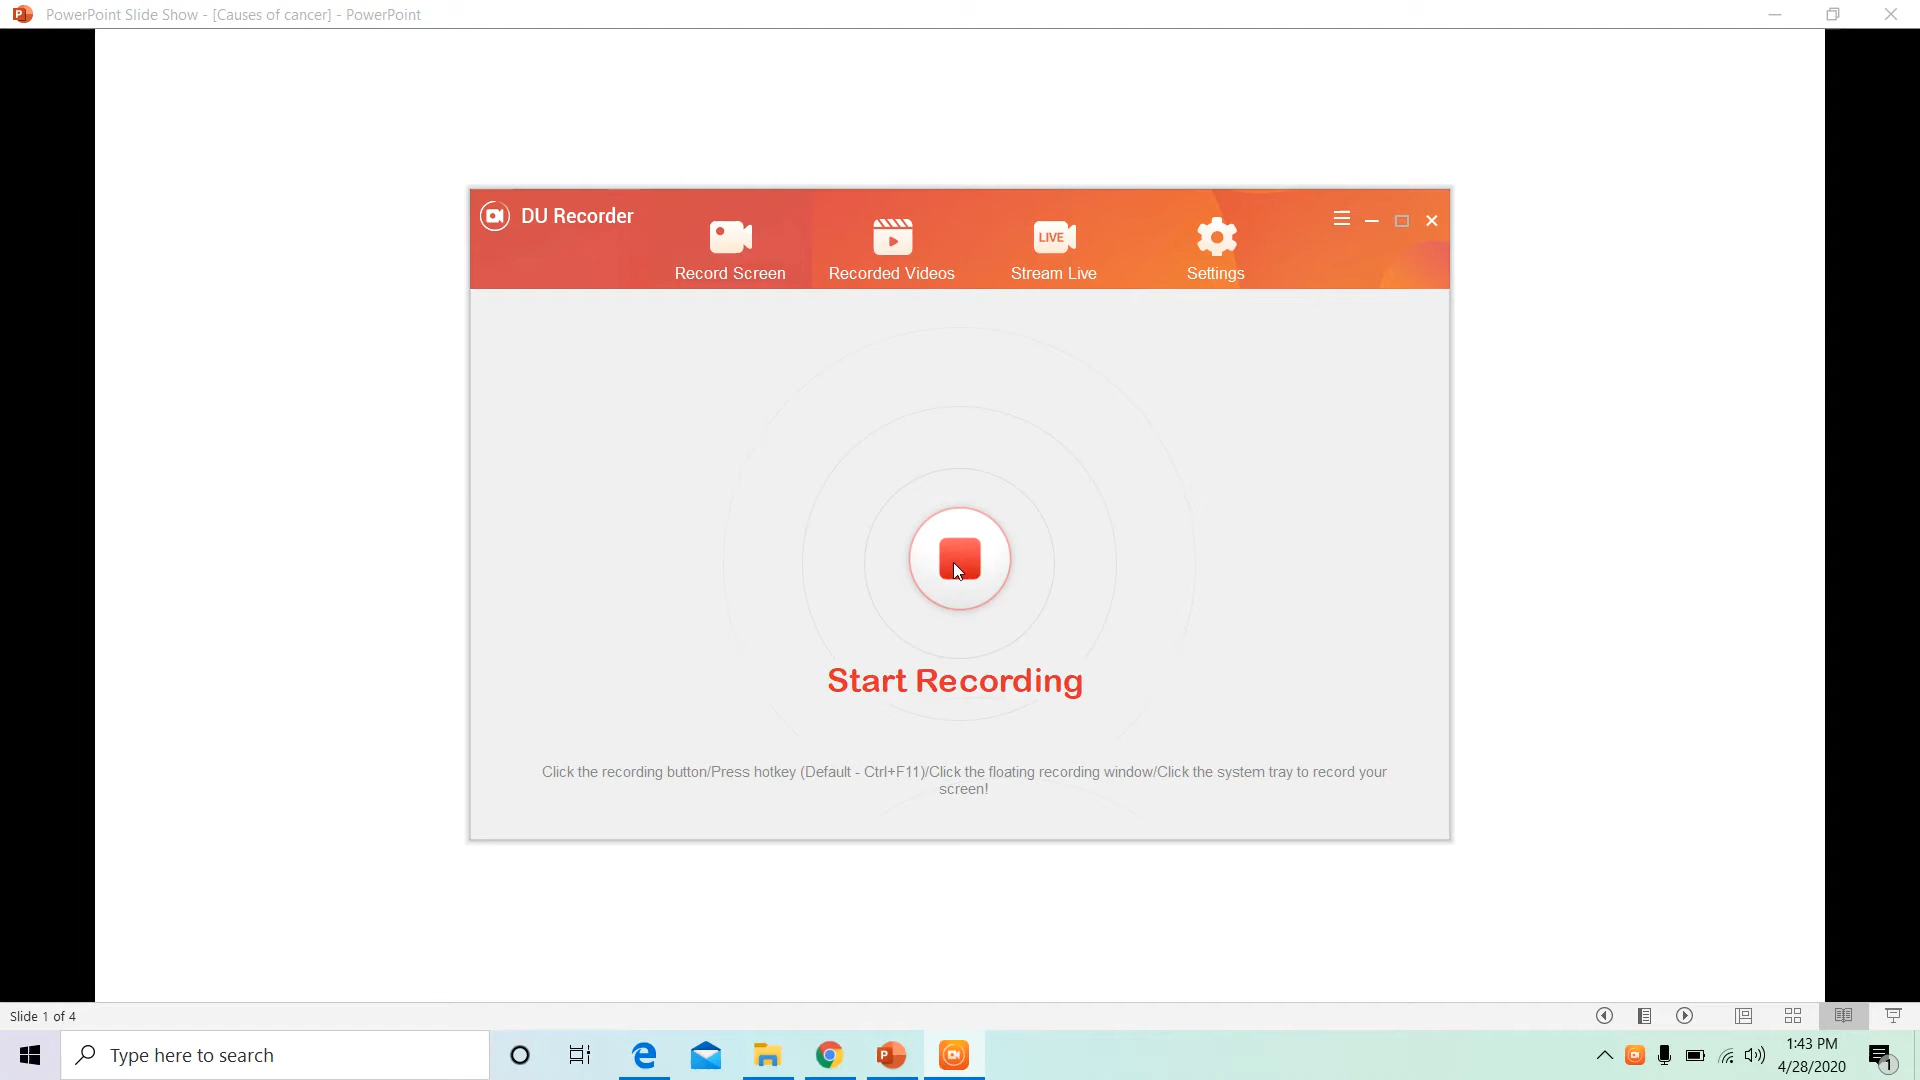 PowerPoint Slide Show - [Causes of cancer] - PowerPoint
DU Recorder
LIVE
Record Screen
Recorded Videos
Stream Live
Settings
Start Recording
Click the recording button/Press hotkey (Default - Ctrl+F11)/Click the floating recording window/Click the system tray to record your
screen!
Slide 1 of 4
Type here to search
1:43 PM
4/28/2020
1